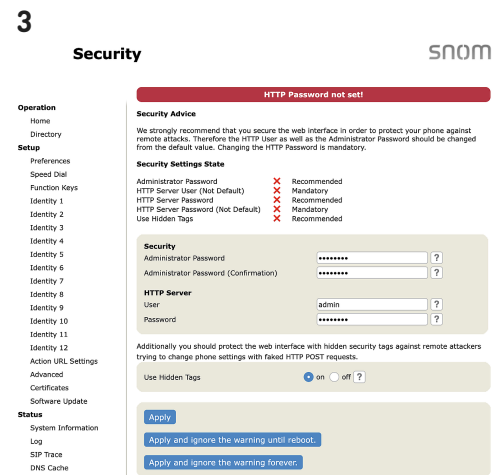 3
Security
snom
HTTP Password not set!
Operation
Home
Directory
Setup
Preferences
Speed Dial
Function Keys
Identity 1
Identity 2
Identity 3
Identity 4
Identity 5
Identity 6
Identity 7
Identity 8
Identity 9
Identity 10
Identity 11
Identity 12
Action URL Settings
Advanced
Certificates
Software Update
Status
System Information
Log
SIP Trace
DNS Cache
Security Advice
We strongly recommend that you secure the web interface in order to protect your phone against
remote attacks. Therefore the HTTP User as well as the Administrator Password should be changed
from the default value. Changing the HTTP Password is mandatory.
Security Settings State
Administrator Password Recommended
HTTP Server User (Not Default) Mandatory
HTTP Server Password Recommended
HTTP Server Password (Not Default) Mandatory
Use Hidden Tags Recommended
Security
Administrator Password •••••••• ?
Administrator Password (Confirmation) •••••••• ?
HTTP Server
User admin ?
Password •••••••• ?
Additionally you should protect the web interface with hidden security tags against remote attackers
trying to change phone settings with faked HTTP POST requests.
Use Hidden Tags on off ?
Apply
Apply and ignore the warning until reboot.
Apply and ignore the warning forever.